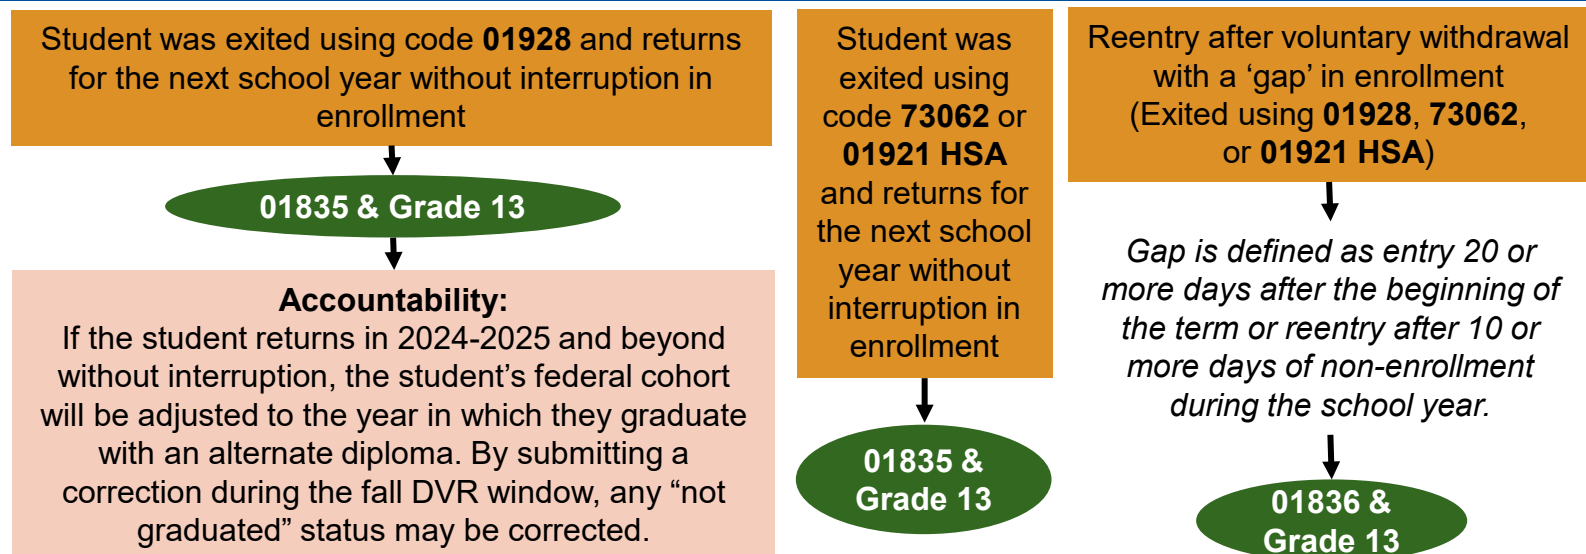 Student was exited using code 01928 and returns
for the next school year without interruption in
enrollment
01835 & Grade 13
Accountability:
If the student returns in 2024-2025 and beyond
without interruption, the student’s federal cohort
will be adjusted to the year in which they graduate
with an alternate diploma. By submitting a
correction during the fall DVR window, any “not
graduated” status may be corrected.
Student was
exited using
code 73062 or
01921 HSA
and returns for
the next school
year without
interruption in
enrollment
01835 &
Grade 13
Reentry after voluntary withdrawal
with a ‘gap’ in enrollment
(Exited using 01928, 73062,
or 01921 HSA)
Gap is defined as entry 20 or
more days after the beginning of
the term or reentry after 10 or
more days of non-enrollment
during the school year.
01836 &
Grade 13